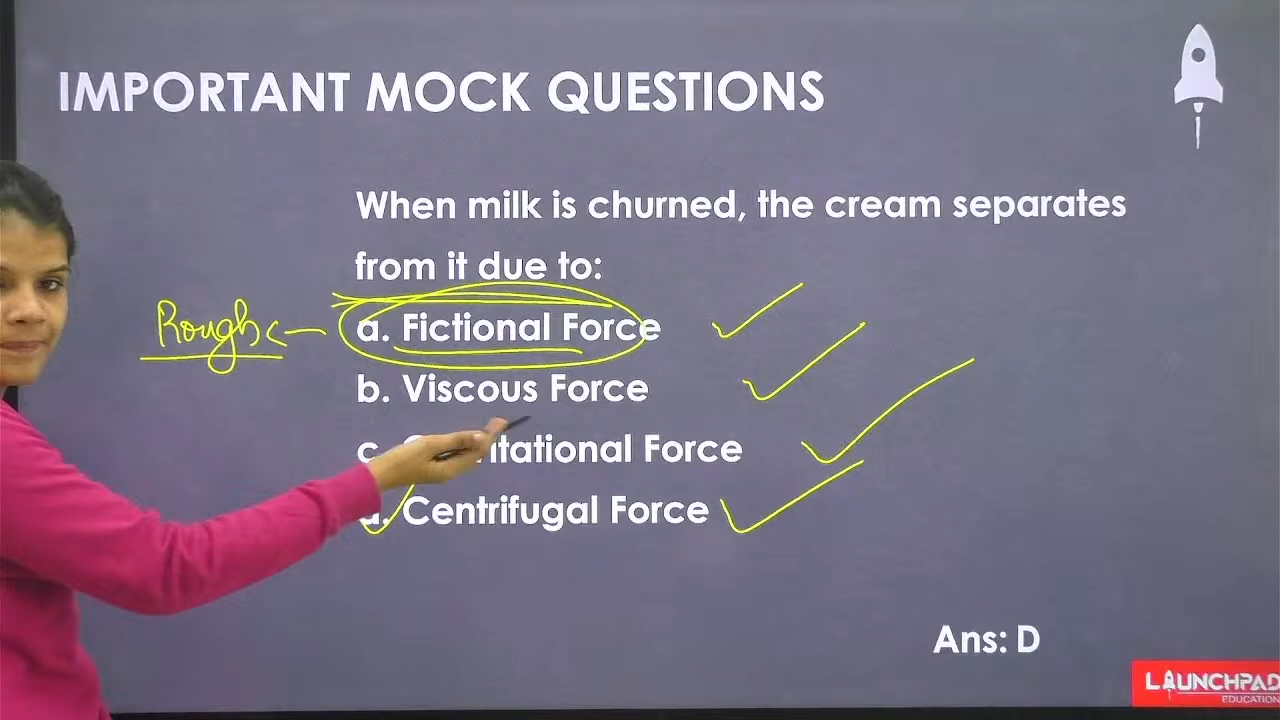 IMPORTANT MOCK QUESTIONS
When milk is churned, the cream separates
from it due to:
a. Fictional Force
b. Viscous Force
itational Force
d. Centrifugal Force
Ans: D
LAUNCHPAD
EDUCATION